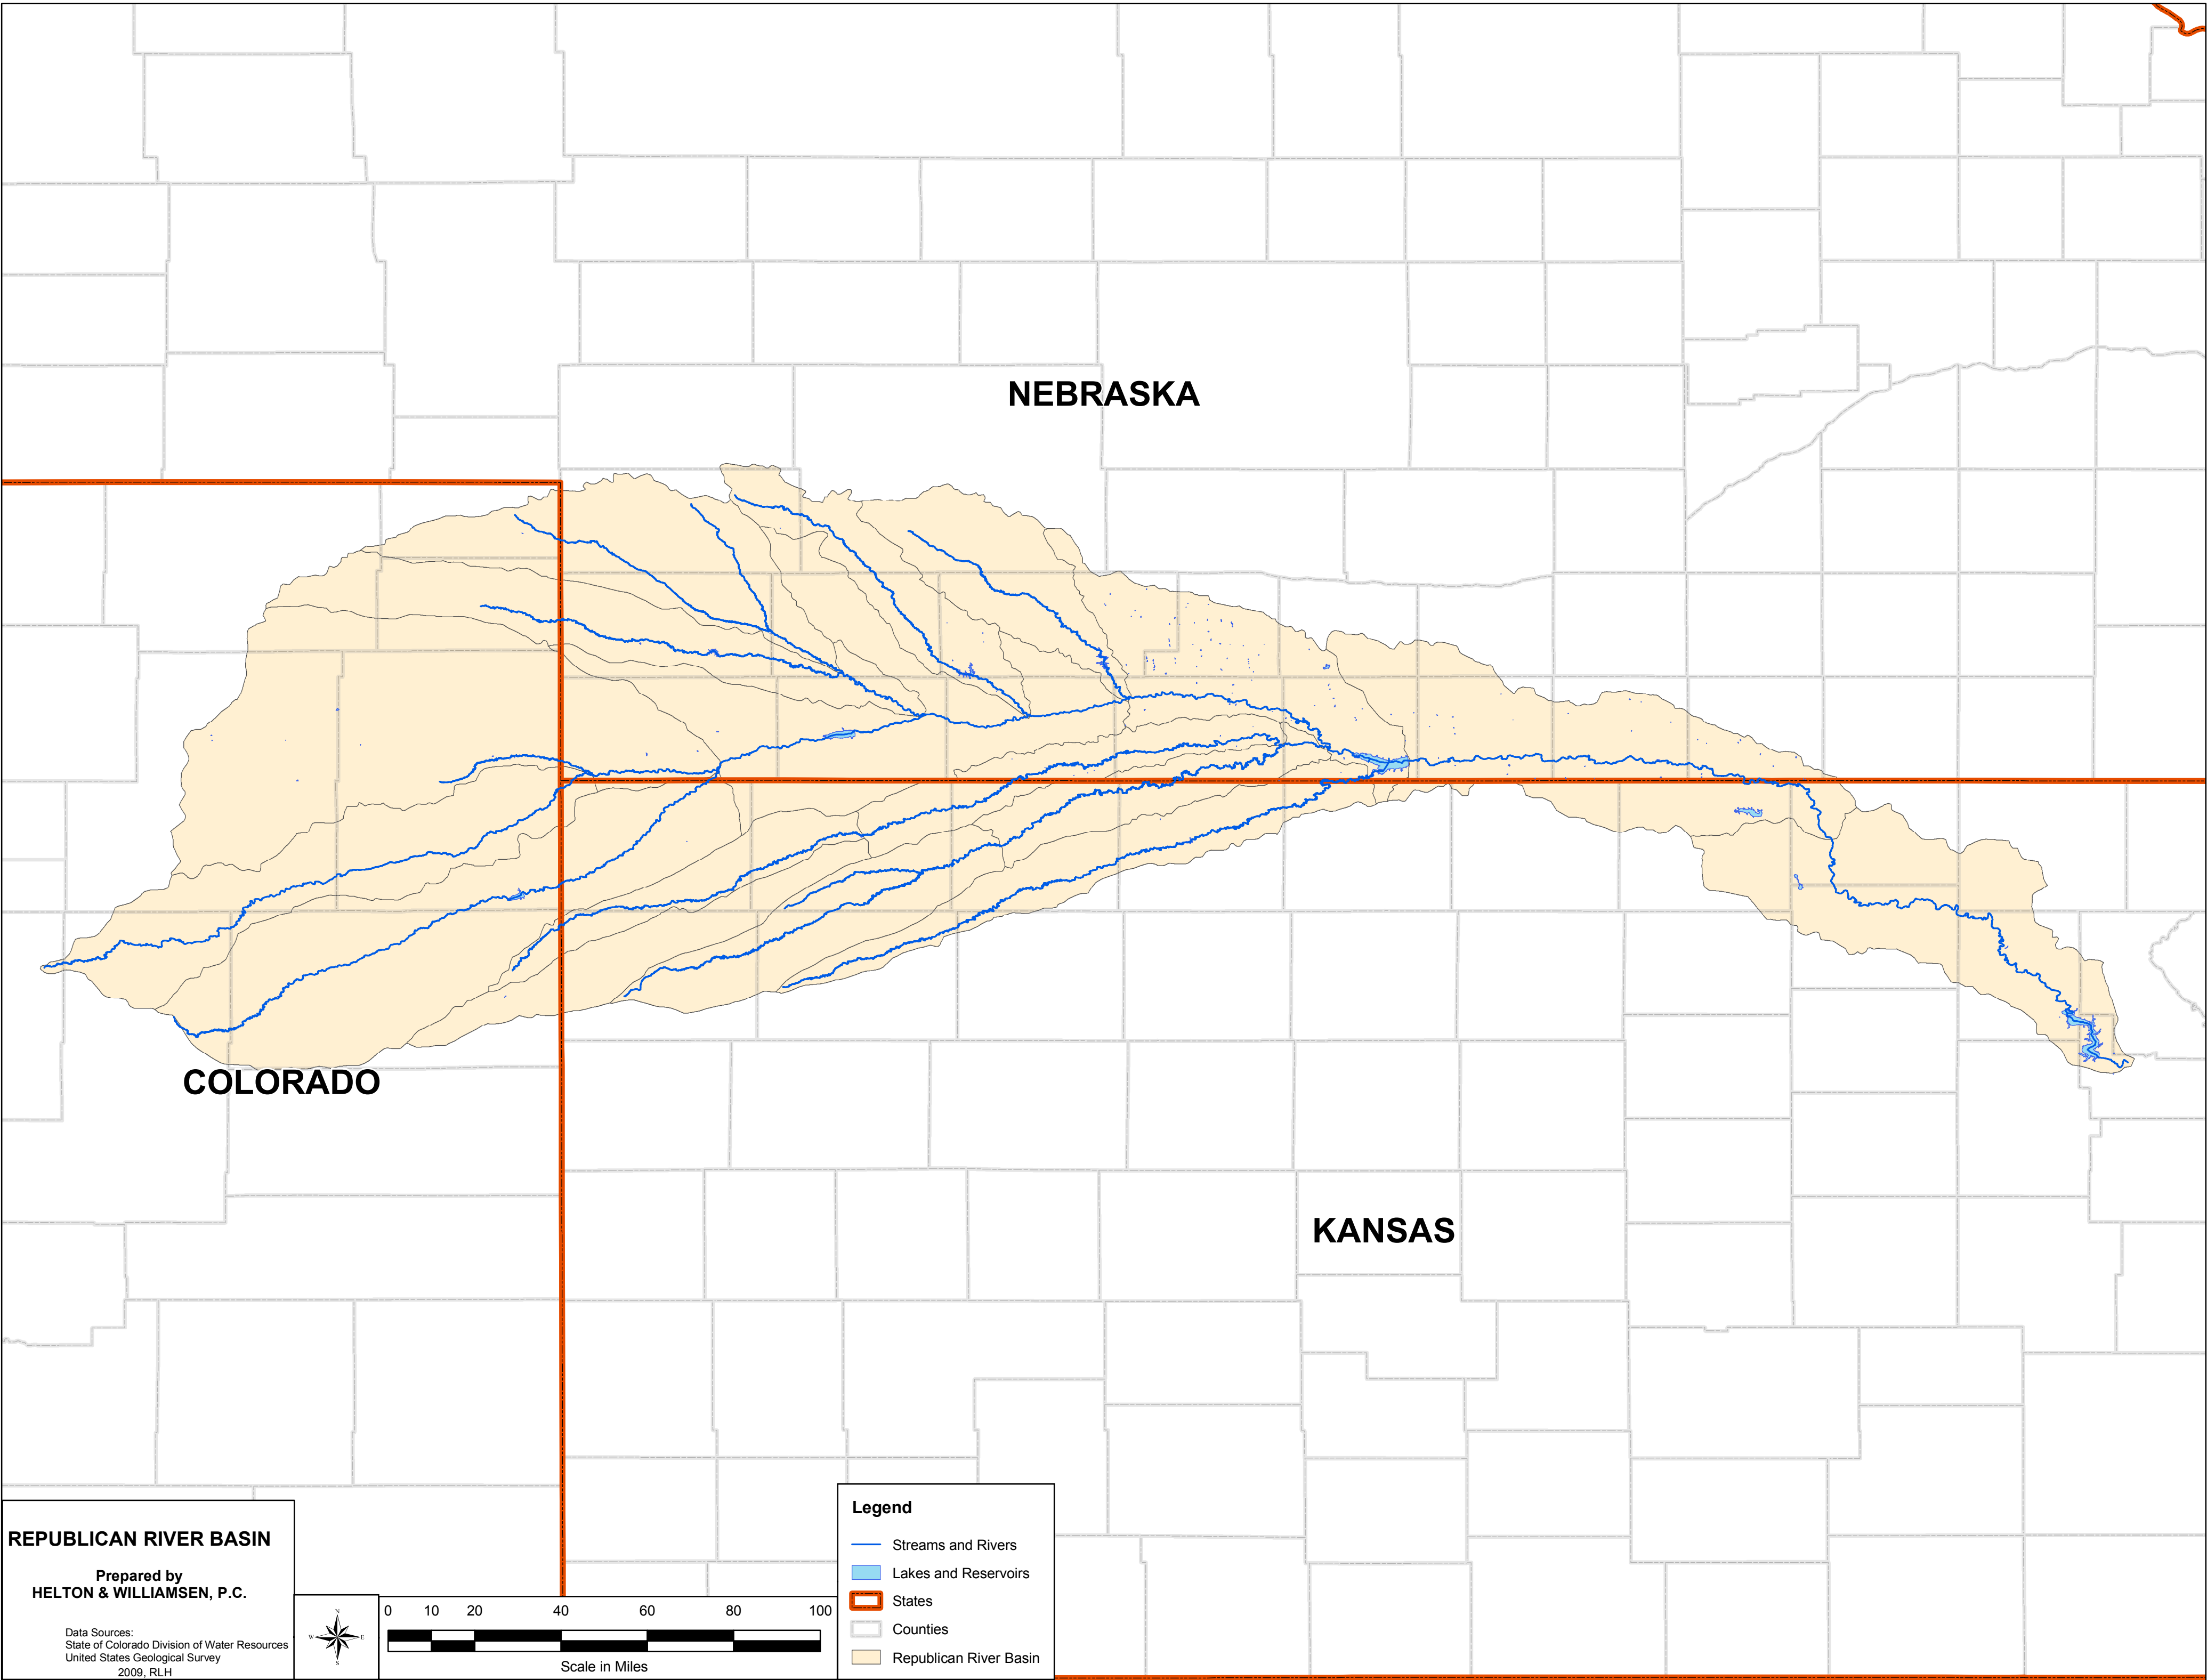 NEBRASKA
COLORADO
KANSAS
REPUBLICAN RIVER BASIN
Prepared by
HELTON & WILLIAMSEN, P.C.
Data Sources:
State of Colorado Division of Water Resources
United States Geological Survey
2009, RLH
N
W E
S
0 10 20 40 60 80 100
Scale in Miles
Legend
Streams and Rivers
Lakes and Reservoirs
States
Counties
Republican River Basin